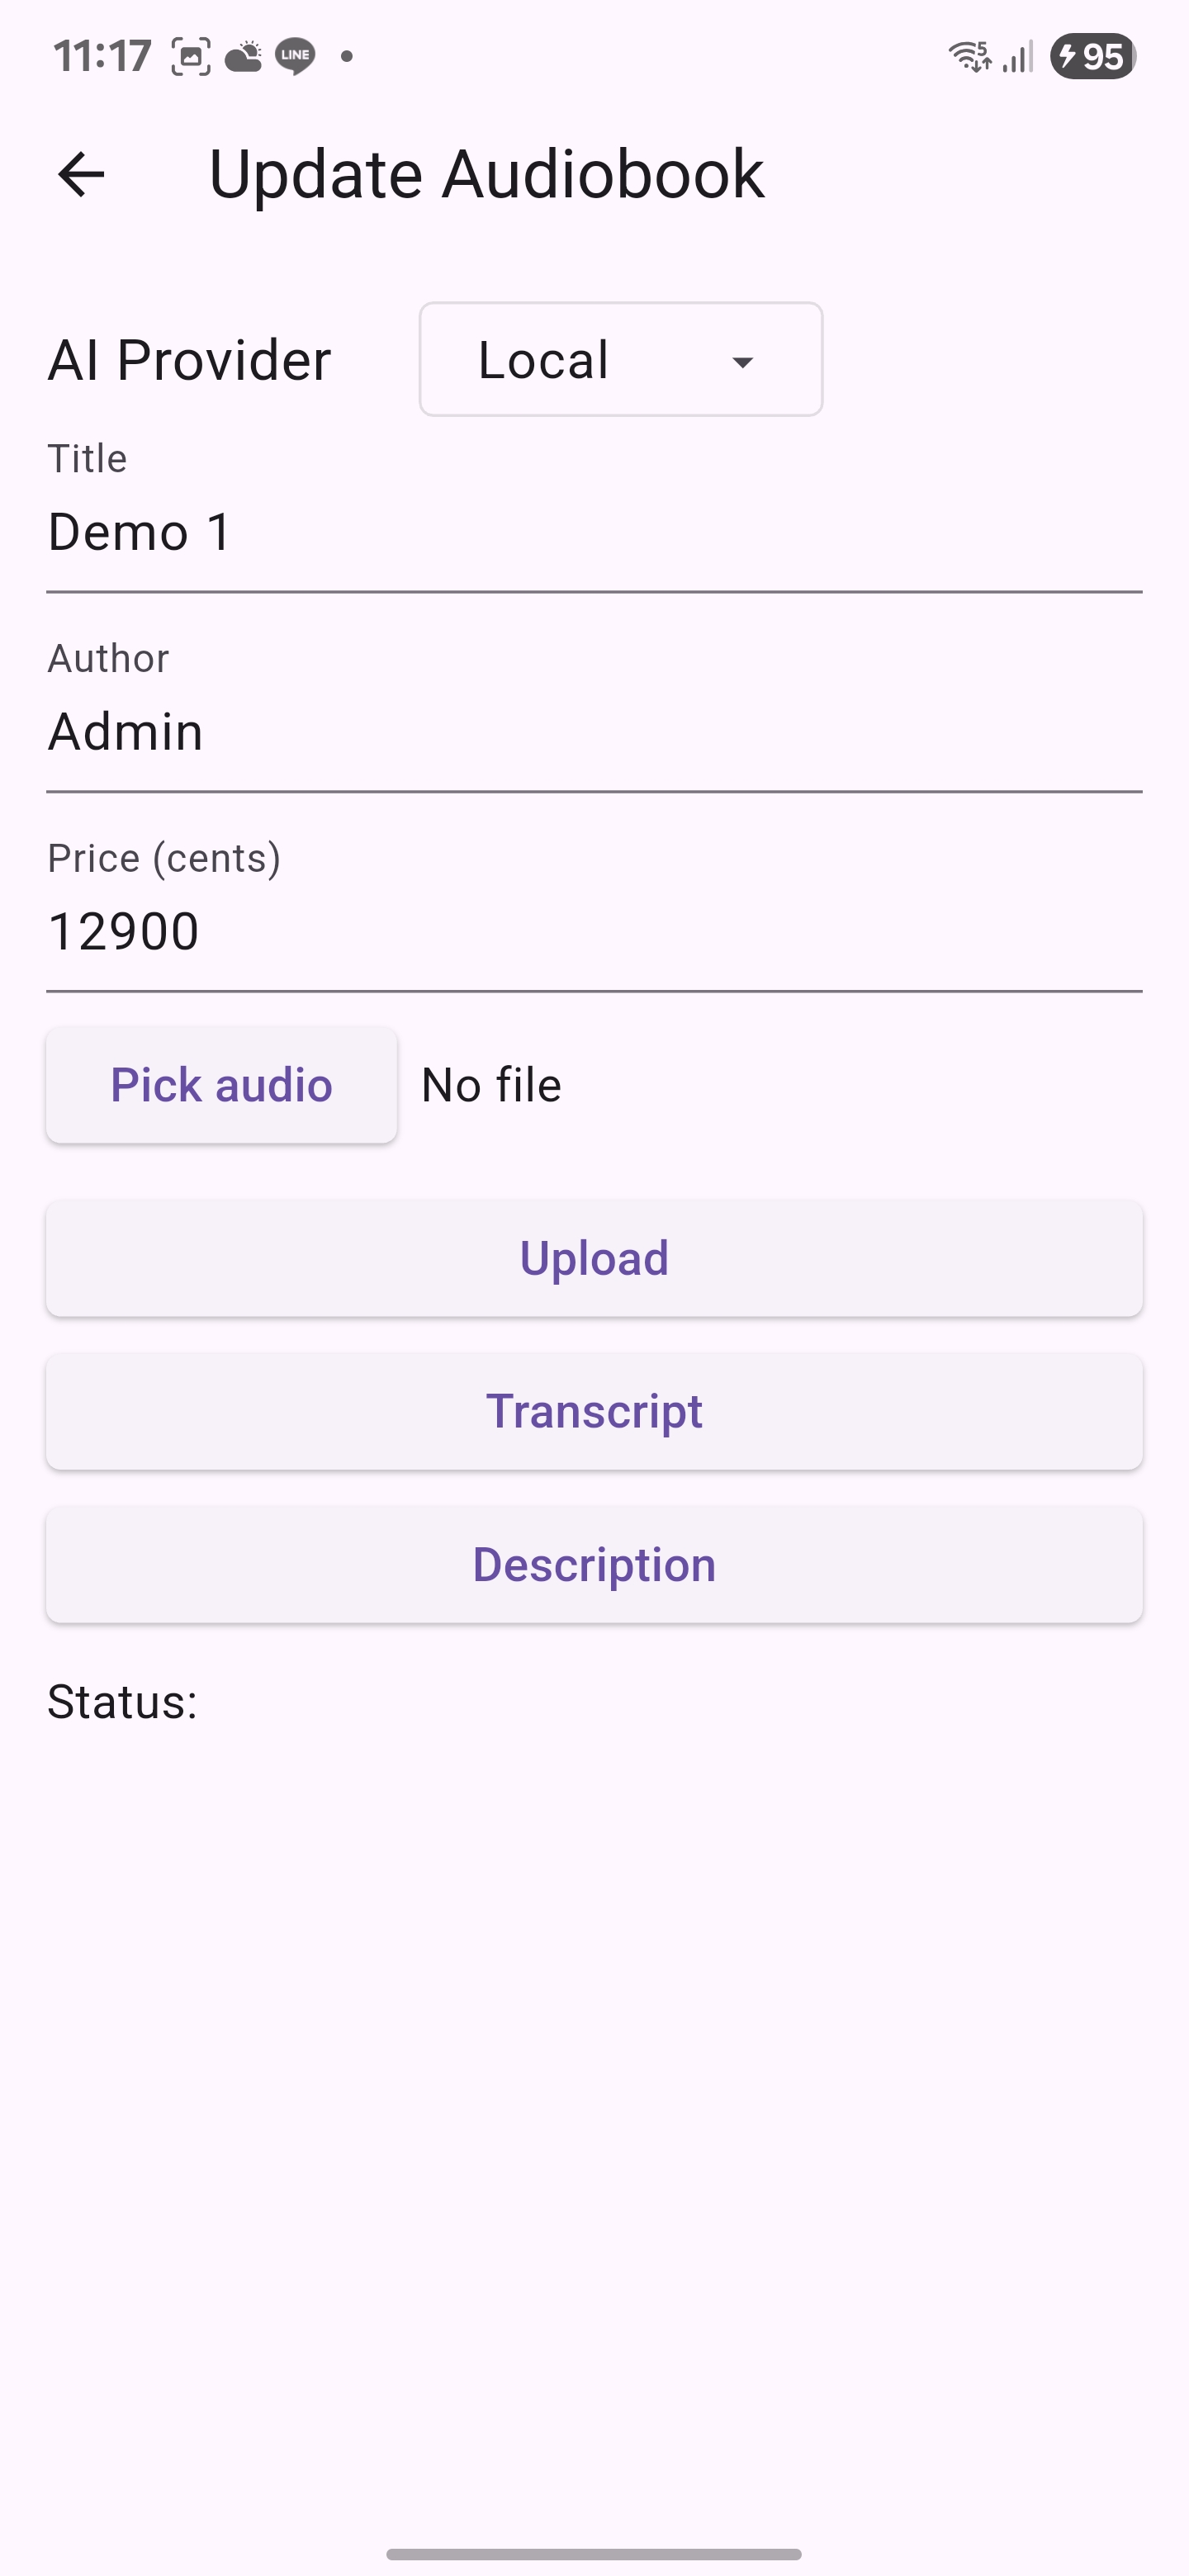 11:17 LINE 5 95
Update Audiobook
AI Provider Local
Title
Demo 1
Author
Admin
Price (cents)
12900
Pick audio No file
Upload
Transcript
Description
Status: